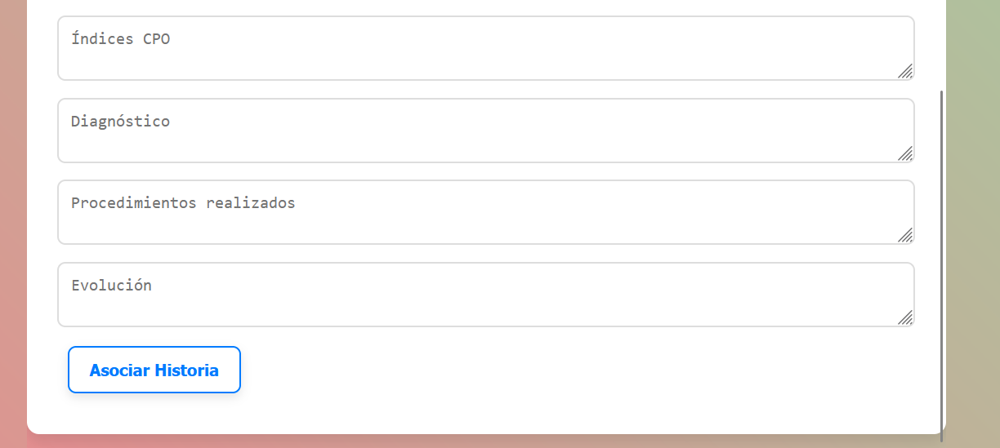 Índices CPO
Diagnóstico
Procedimientos realizados
Evolución
Asociar Historia